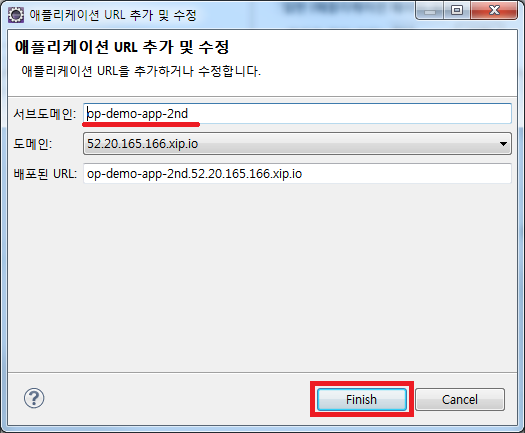 애플리케이션 URL 추가 및 수정
애플리케이션 URL 추가 및 수정
애플리케이션 URL을 추가하거나 수정합니다.
서브도메인: op-demo-app-2nd
도메인: 52.20.165.166.xip.io
배포된 URL: op-demo-app-2nd.52.20.165.166.xip.io
? Finish Cancel